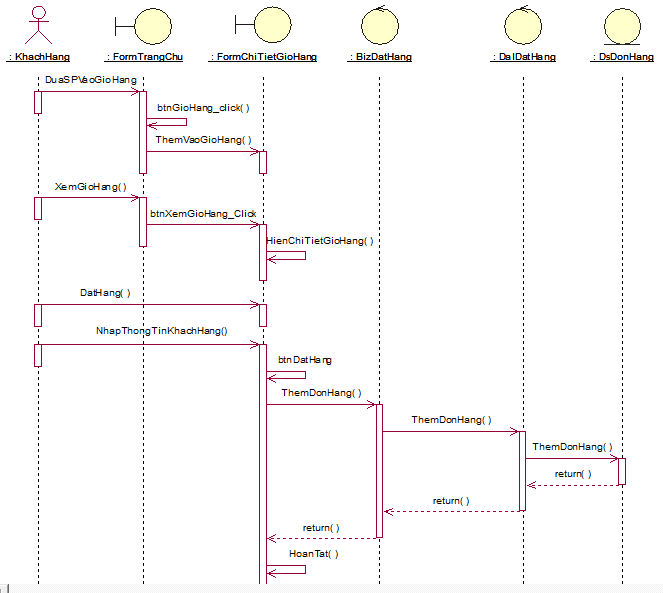 : KhachHang
: FormTrangChu
: FormChiTietGioHang
: BizDatHang
: DalDatHang
: DsDonHang
DuaSPVaoGioHang
btnGioHang_click( )
ThemVaoGioHang( )
XemGioHang( )
btnXemGioHang_Click
HienChiTietGioHang( )
DatHang( )
NhapThongTinKhachHang()
btnDatHang
ThemDonHang( )
ThemDonHang( )
ThemDonHang( )
return( )
return( )
return( )
HoanTat( )